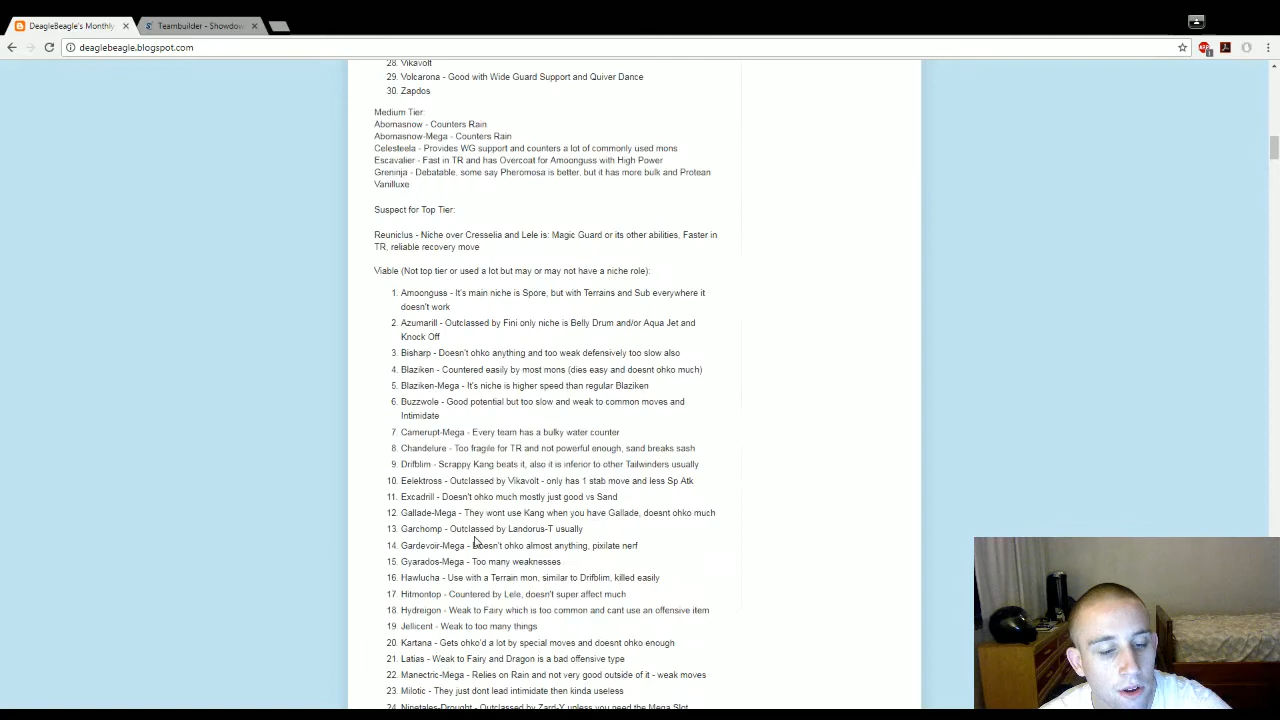 DeagleBeagle's Monthly
Teambuilder - Showdow
deaglebeagle.blogspot.com
28. Vikavolt
29. Volcarona - Good with Wide Guard Support and Quiver Dance
30. Zapdos
Medium Tier:
Abomasnow - Counters Rain
Abomasnow-Mega - Counters Rain
Celesteela - Provides WG support and counters a lot of commonly used mons
Escavalier - Fast in TR and has Overcoat for Amoonguss with High Power
Greninja - Debatable, some say Pheromosa is better, but it has more bulk and Protean
Vanilluxe
Suspect for Top Tier:
Reuniclus - Niche over Cresselia and Lele is: Magic Guard or its other abilities, Faster in
TR, reliable recovery move
Viable (Not top tier or used a lot but may or may not have a niche role):
1. Amoonguss - It's main niche is Spore, but with Terrains and Sub everywhere it
doesn't work
2. Azumarill - Outclassed by Fini only niche is Belly Drum and/or Aqua Jet and
Knock Off
3. Bisharp - Doesn't ohko anything and too weak defensively too slow also
4. Blaziken - Countered easily by most mons (dies easy and doesnt ohko much)
5. Blaziken-Mega - It's niche is higher speed than regular Blaziken
6. Buzzwole - Good potential but too slow and weak to common moves and
Intimidate
7. Camerupt-Mega - Every team has a bulky water counter
8. Chandelure - Too fragile for TR and not powerful enough, sand breaks sash
9. Drifblim - Scrappy Kang beats it, also it is inferior to other Tailwinders usually
10. Eelektross - Outclassed by Vikavolt - only has 1 stab move and less Sp Atk
11. Excadrill - Doesn't ohko much mostly just good vs Sand
12. Gallade-Mega - They wont use Kang when you have Gallade, doesnt ohko much
13. Garchomp - Outclassed by Landorus-T usually
14. Gardevoir-Mega - Doesn't ohko almost anything, pixilate nerf
15. Gyarados-Mega - Too many weaknesses
16. Hawlucha - Use with a Terrain mon, similar to Drifblim, killed easily
17. Hitmontop - Countered by Lele, doesn't super affect much
18. Hydreigon - Weak to Fairy which is too common and cant use an offensive item
19. Jellicent - Weak to too many things
20. Kartana - Gets ohko'd a lot by special moves and doesnt ohko enough
21. Latias - Weak to Fairy and Dragon is a bad offensive type
22. Manectric-Mega - Relies on Rain and not very good outside of it - weak moves
23. Milotic - They just dont lead intimidate then kinda useless
24. Ninetales-Drought - Outclassed by Zard-Y unless you need the Mega Slot